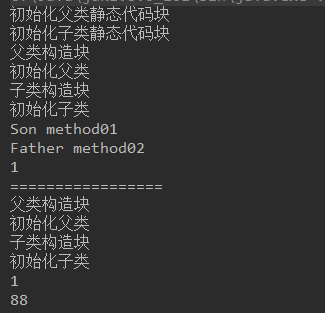 初始化父类静态代码块
初始化子类静态代码块
父类构造块
初始化父类
子类构造块
初始化子类
Son method01
Father method02
1
=================
父类构造块
初始化父类
子类构造块
初始化子类
1
88